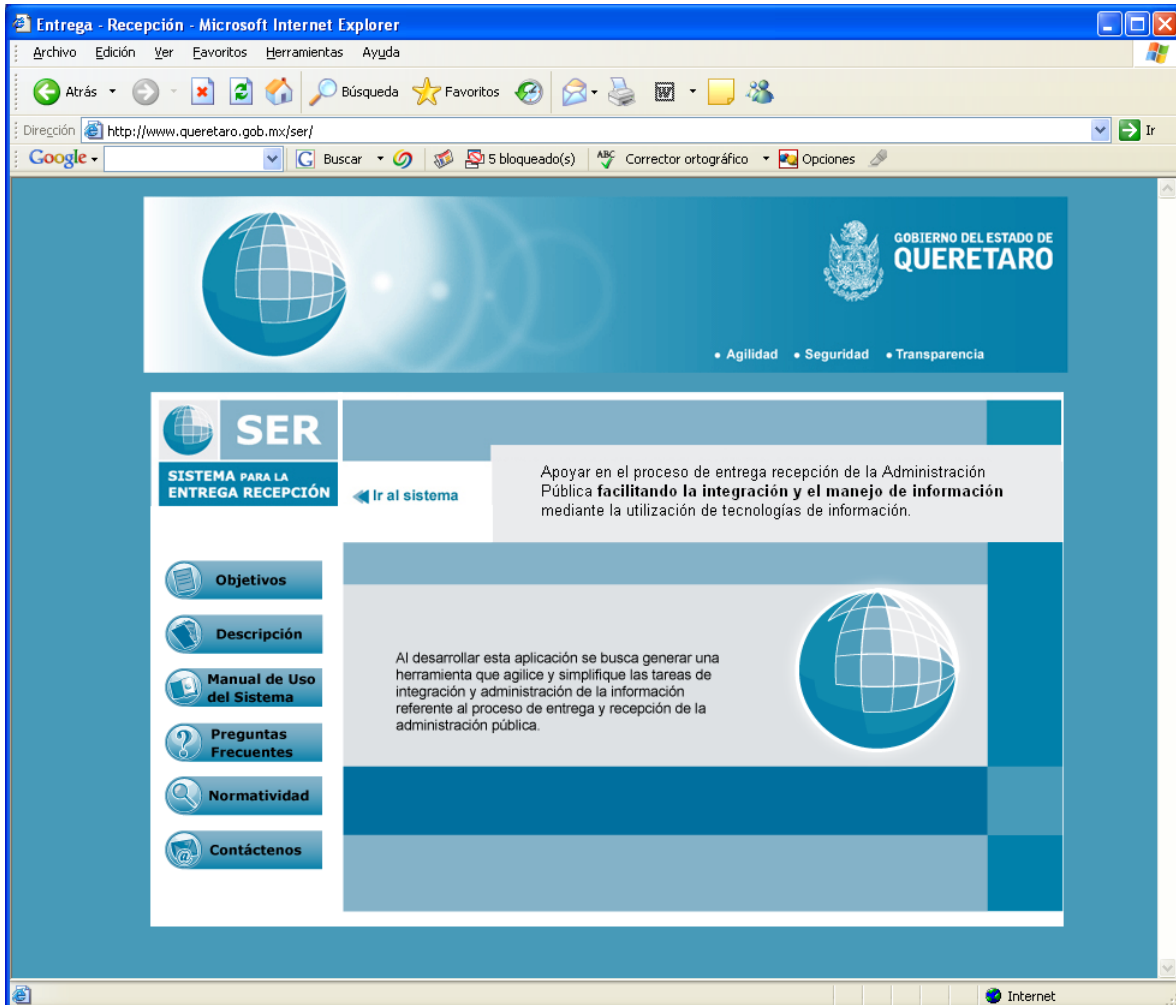 Entrega - Recepción - Microsoft Internet Explorer
Archivo Edición Ver Favoritos Herramientas Ayuda
Atrás Búsqueda Favoritos
Dirección http://www.queretaro.gob.mx/ser/ Ir
Google Buscar 5 bloqueado(s) ABC Corrector ortográfico Opciones
GOBIERNO DEL ESTADO DE
QUERETARO
• Agilidad • Seguridad • Transparencia
SER
SISTEMA PARA LA
ENTREGA RECEPCIÓN
Ir al sistema
Apoyar en el proceso de entrega recepción de la Administración
Pública facilitando la integración y el manejo de información
mediante la utilización de tecnologías de información.
Objetivos
Descripción
Manual de Uso
del Sistema
Preguntas
Frecuentes
Normatividad
Contáctenos
Al desarrollar esta aplicación se busca generar una
herramienta que agilice y simplifique las tareas de
integración y administración de la información
referente al proceso de entrega y recepción de la
administración pública.
Internet